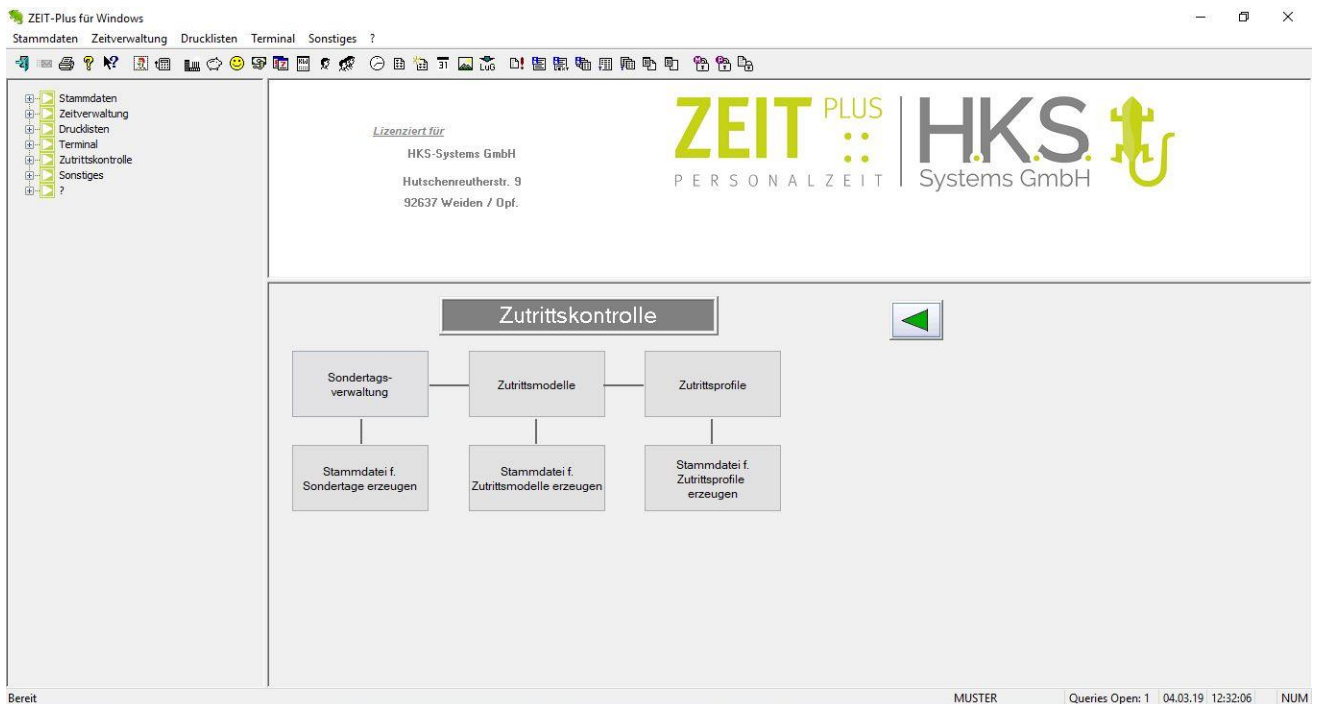 ZEIT-Plus für Windows
Stammdaten Zeitverwaltung Drucklisten Terminal Sonstiges ?
Stammdaten
Zeitverwaltung
Drucklisten
Terminal
Zutrittskontrolle
Sonstiges
?
Lizenziert für
HKS-Systems GmbH
Hutschenreutherstr. 9
92637 Weiden / Opf.
ZEIT PLUS
PERSONALZEIT
H.K.S.
Systems GmbH
Zutrittskontrolle
Sondertags-
verwaltung
Zutrittsmodelle
Zutrittsprofile
Stammdatei f.
Sondertage erzeugen
Stammdatei f.
Zutrittsmodelle erzeugen
Stammdatei f.
Zutrittsprofile
erzeugen
Bereit MUSTER Queries Open: 1 04.03.19 12:32:06 NUM